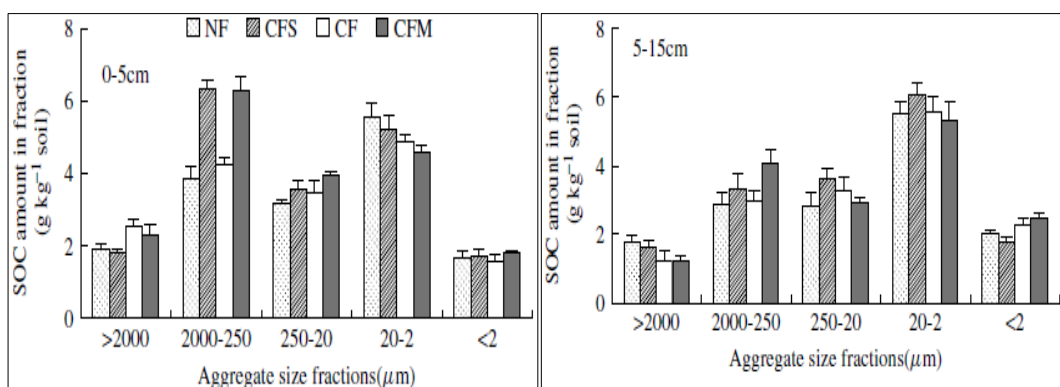 NF CFS CF CFM
0-5cm
SOC amount in fraction
(g kg⁻¹ soil)
8
6
4
2
0
>2000 2000-250 250-20 20-2 <2
Aggregate size fractions(μm)
5-15cm
SOC amount in fraction
(g kg⁻¹ soil)
8
6
4
2
0
>2000 2000-250 250-20 20-2 <2
Aggregate size fractions(μm)